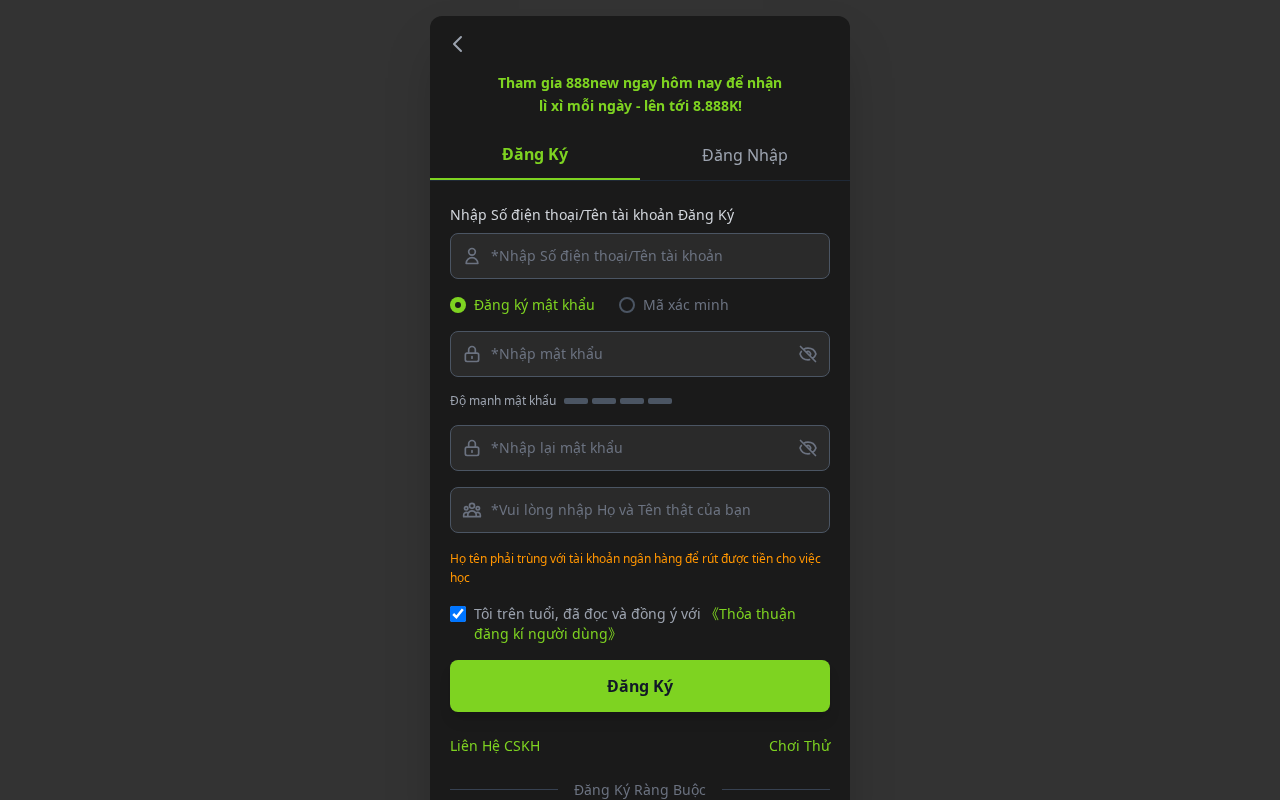 Tham gia 888new ngay hôm nay để nhận
lì xì mỗi ngày - lên tới 8.888K!
Đăng Ký
Đăng Nhập
Nhập Số điện thoại/Tên tài khoản Đăng Ký
*Nhập Số điện thoại/Tên tài khoản
Đăng ký mật khẩu
Mã xác minh
*Nhập mật khẩu
Độ mạnh mật khẩu
*Nhập lại mật khẩu
*Vui lòng nhập Họ và Tên thật của bạn
Họ tên phải trùng với tài khoản ngân hàng để rút được tiền cho việc
học
Tôi trên tuổi, đã đọc và đồng ý với 《Thỏa thuận
đăng kí người dùng》
Đăng Ký
Liên Hệ CSKH
Chơi Thử
Đăng Ký Ràng Buộc